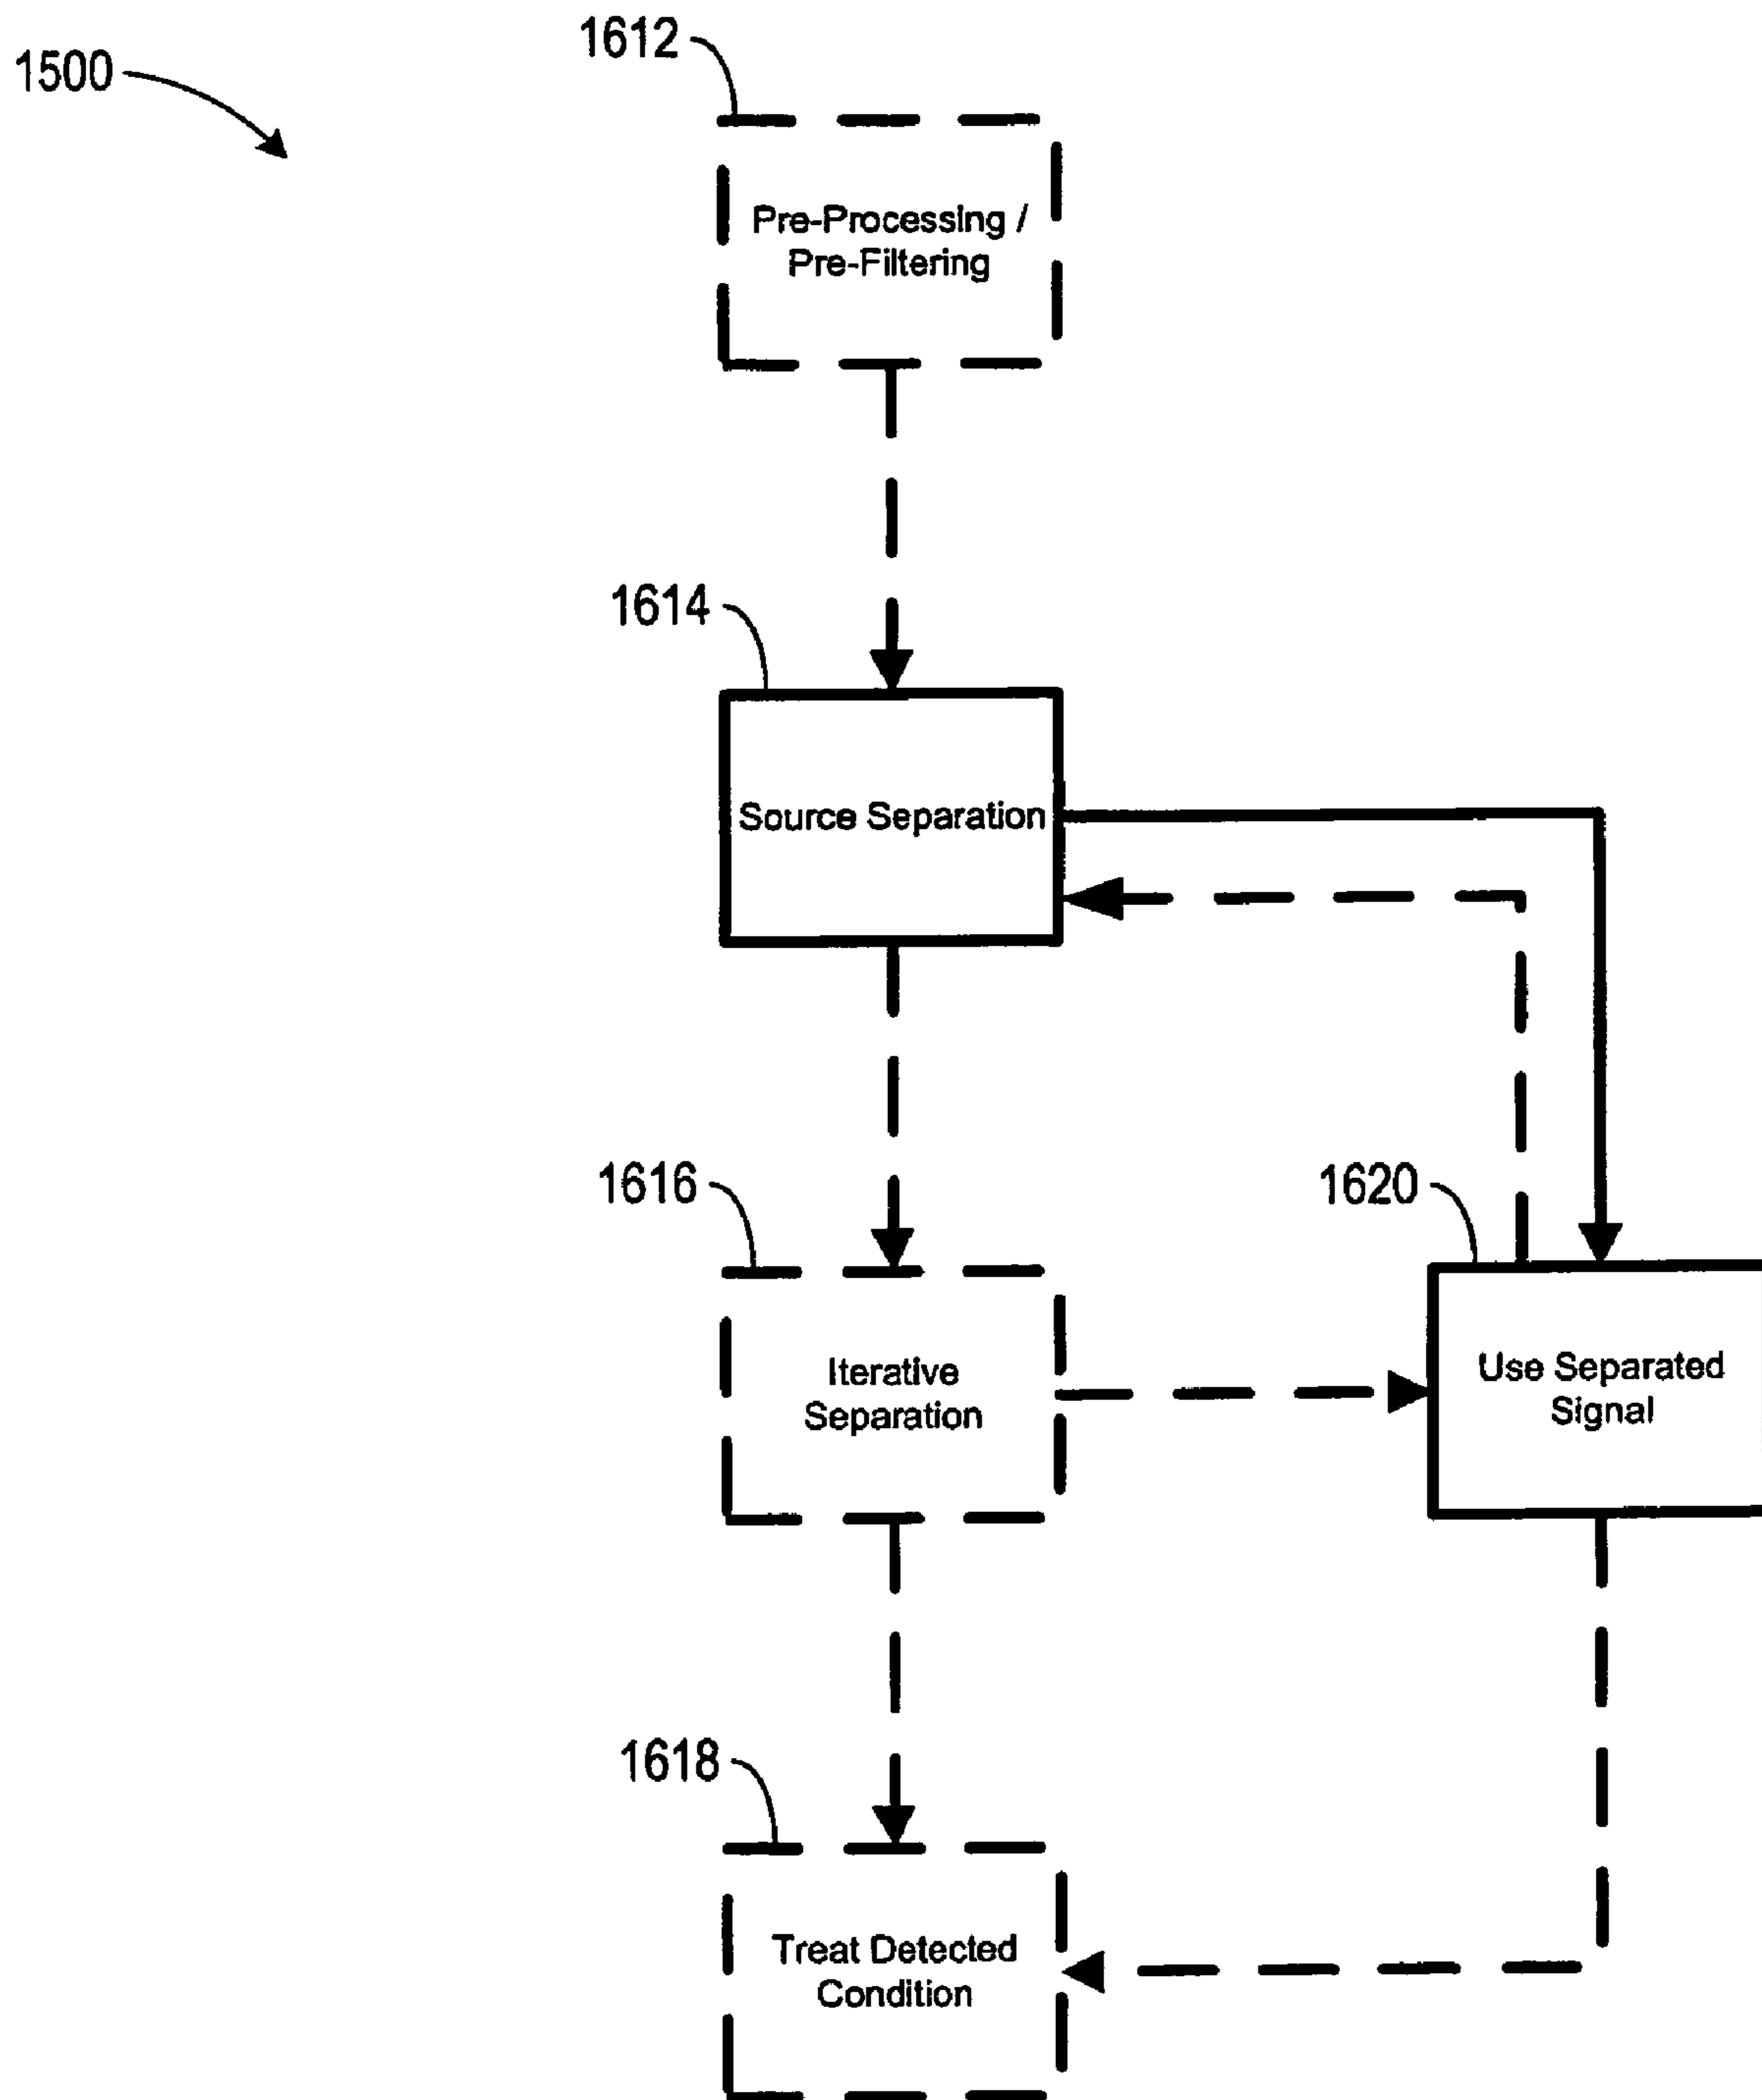 1500
1612
Pre-Processing /
Pre-Filtering
1614
Source Separation
1616
Iterative
Separation
1620
Use Separated
Signal
1618
Treat Detected
Condition